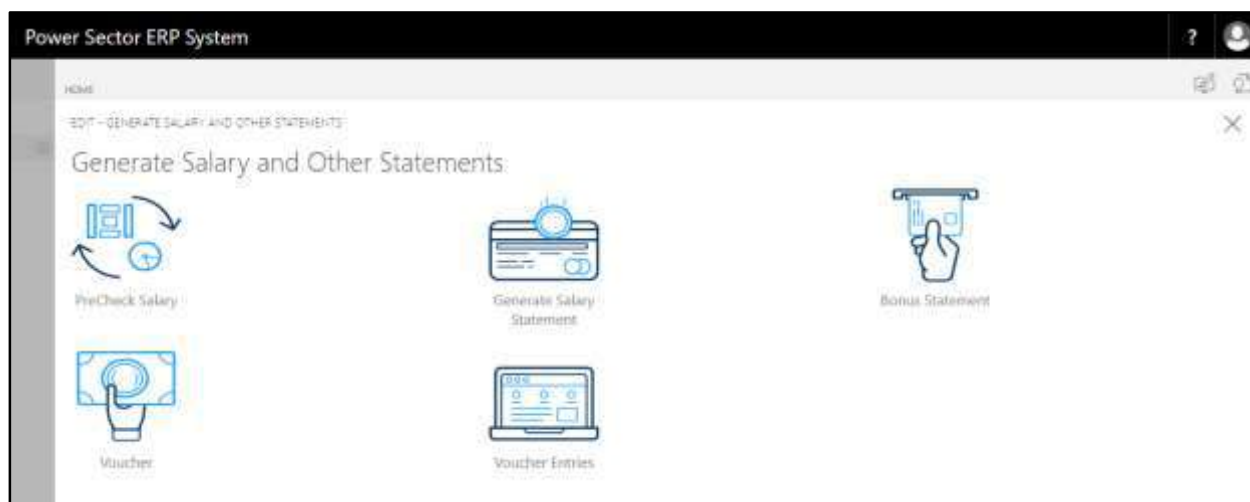 Power Sector ERP System
?
HOME
EDIT - GENERATE SALARY AND OTHER STATEMENTS
Generate Salary and Other Statements
PreCheck Salary
Generate Salary
Statement
Bonus Statement
Voucher
Voucher Entries